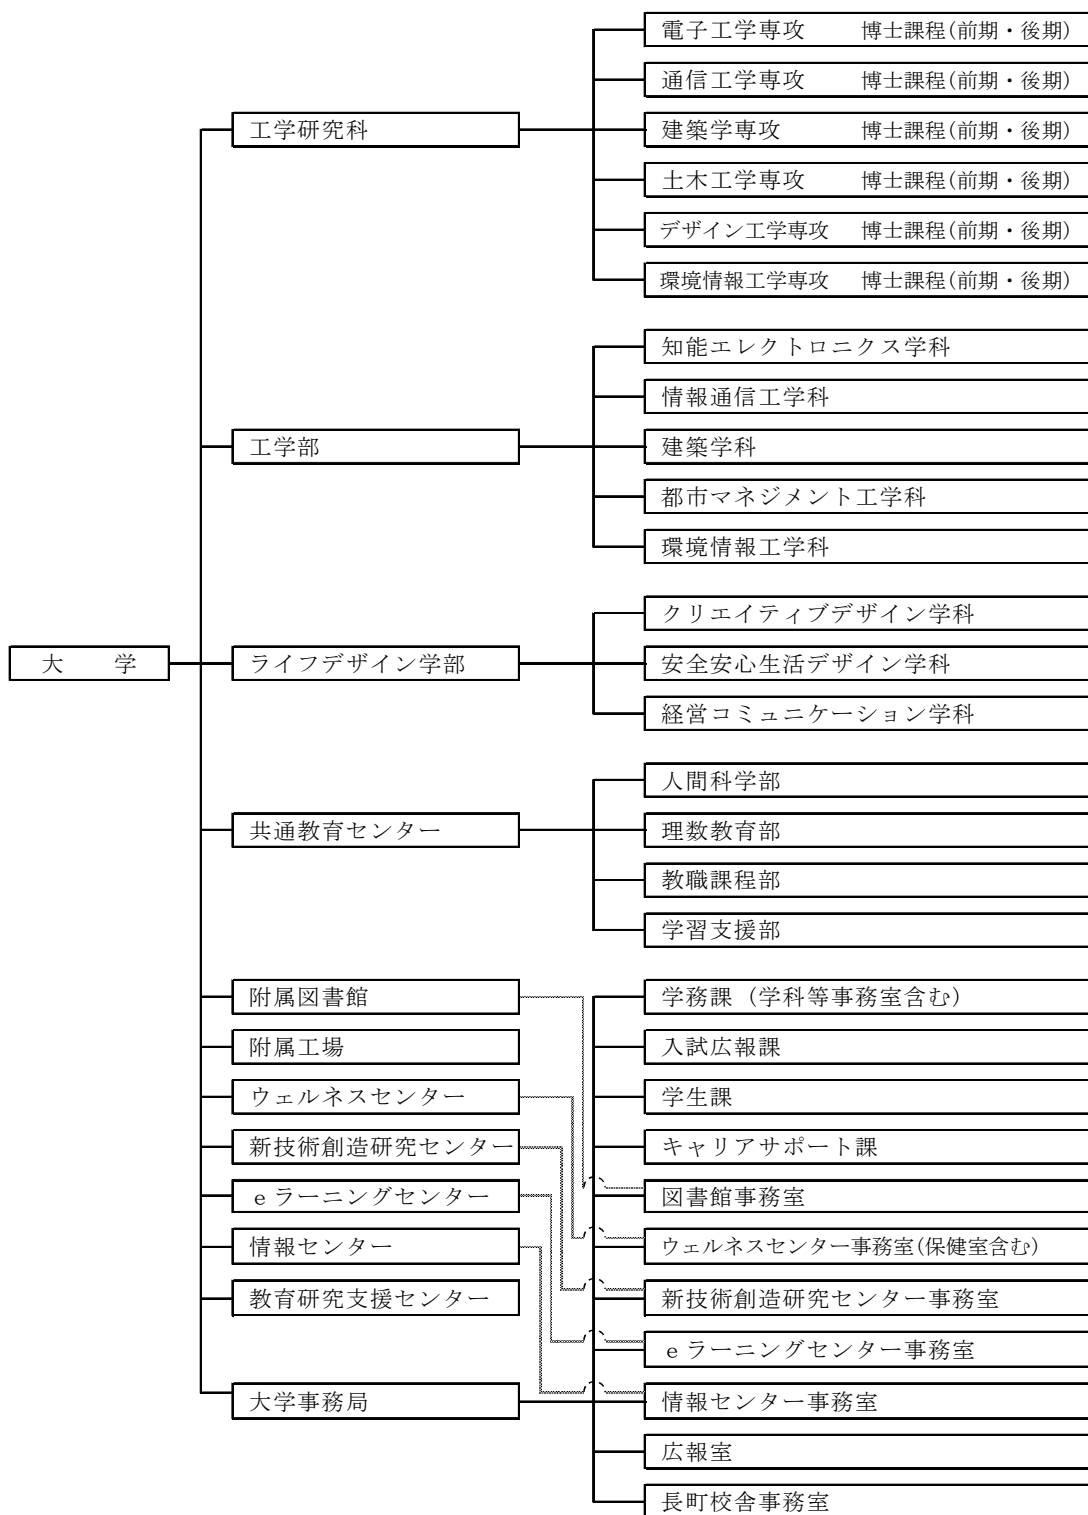 大　　学
工学研究科
電子工学専攻　　博士課程(前期・後期)
通信工学専攻　　博士課程(前期・後期)
建築学専攻　　博士課程(前期・後期)
土木工学専攻　　博士課程(前期・後期)
デザイン工学専攻　　博士課程(前期・後期)
環境情報工学専攻　　博士課程(前期・後期)
工学部
知能エレクトロニクス学科
情報通信工学科
建築学科
都市マネジメント工学科
環境情報工学科
ライフデザイン学部
クリエイティブデザイン学科
安全安心生活デザイン学科
経営コミュニケーション学科
共通教育センター
人間科学部
理数教育部
教職課程部
学習支援部
附属図書館
附属工場
ウェルネスセンター
新技術創造研究センター
eラーニングセンター
情報センター
教育研究支援センター
大学事務局
学務課（学科等事務室含む）
入試広報課
学生課
キャリアサポート課
図書館事務室
ウェルネスセンター事務室(保健室含む)
新技術創造研究センター事務室
eラーニングセンター事務室
情報センター事務室
広報室
長町校舎事務室